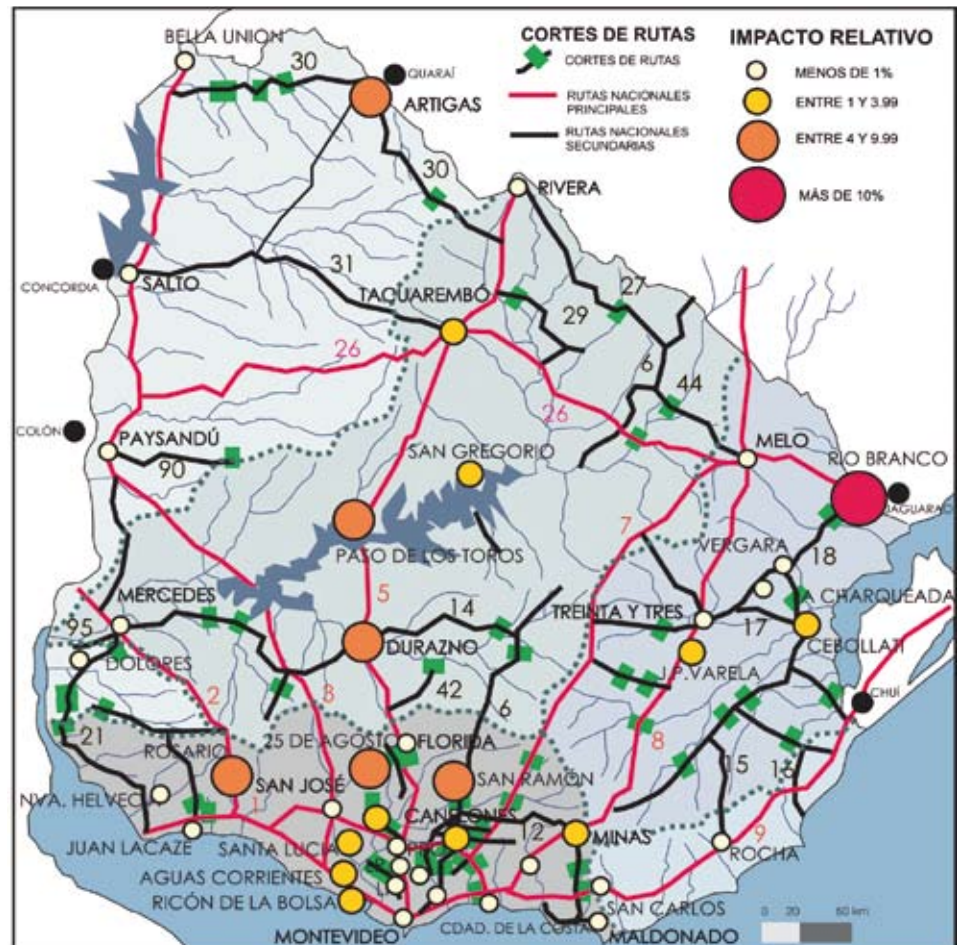 CORTES DE RUTAS
CORTES DE RUTAS
RUTAS NACIONALES
PRINCIPALES
RUTAS NACIONALES
SECUNDARIAS
IMPACTO RELATIVO
MENOS DE 1%
ENTRE 1 Y 3.99
ENTRE 4 Y 9.99
MÁS DE 10%
BELLA UNION
30
QUARAÍ
ARTIGAS
30
RIVERA
CONCORDIA
SALTO
31
TACUAREMBÓ
27
29
26
6
44
26
COLÓN
PAYSANDÚ
90
SAN GREGORIO
MELO
RIO BRANCO
JAGUARAO
PASO DE LOS TOROS
7
VERGARA
18
MERCEDES
5
14
TREINTA Y TRES
17
LA CHARQUEADA
95
DOLORES
DURAZNO
CEBOLLATI
J.P. VARELA
42
2
3
6
CHUÍ
21
ROSARIO
25 DE AGOSTO
FLORIDA
8
SAN JOSÉ
SAN RAMÓN
15
NVA. HELVECIA
1
CANELONES
12
MINAS
9
JUAN LACAZE
SANTA LUCIA
ROCHA
AGUAS CORRIENTES
RICÓN DE LA BOLSA
SAN CARLOS
MONTEVIDEO
CDAD. DE LA COSTA
MALDONADO
0 20 60 km